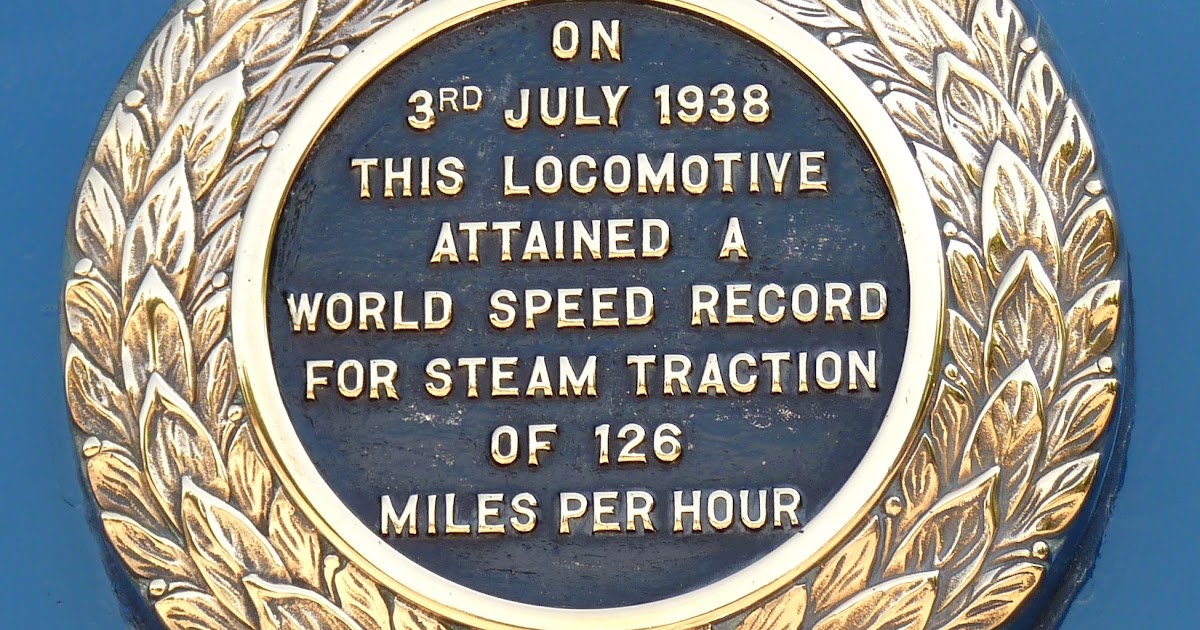 ON
3RD JULY 1938
THIS LOCOMOTIVE
ATTAINED A
WORLD SPEED RECORD
FOR STEAM TRACTION
OF 126
MILES PER HOUR